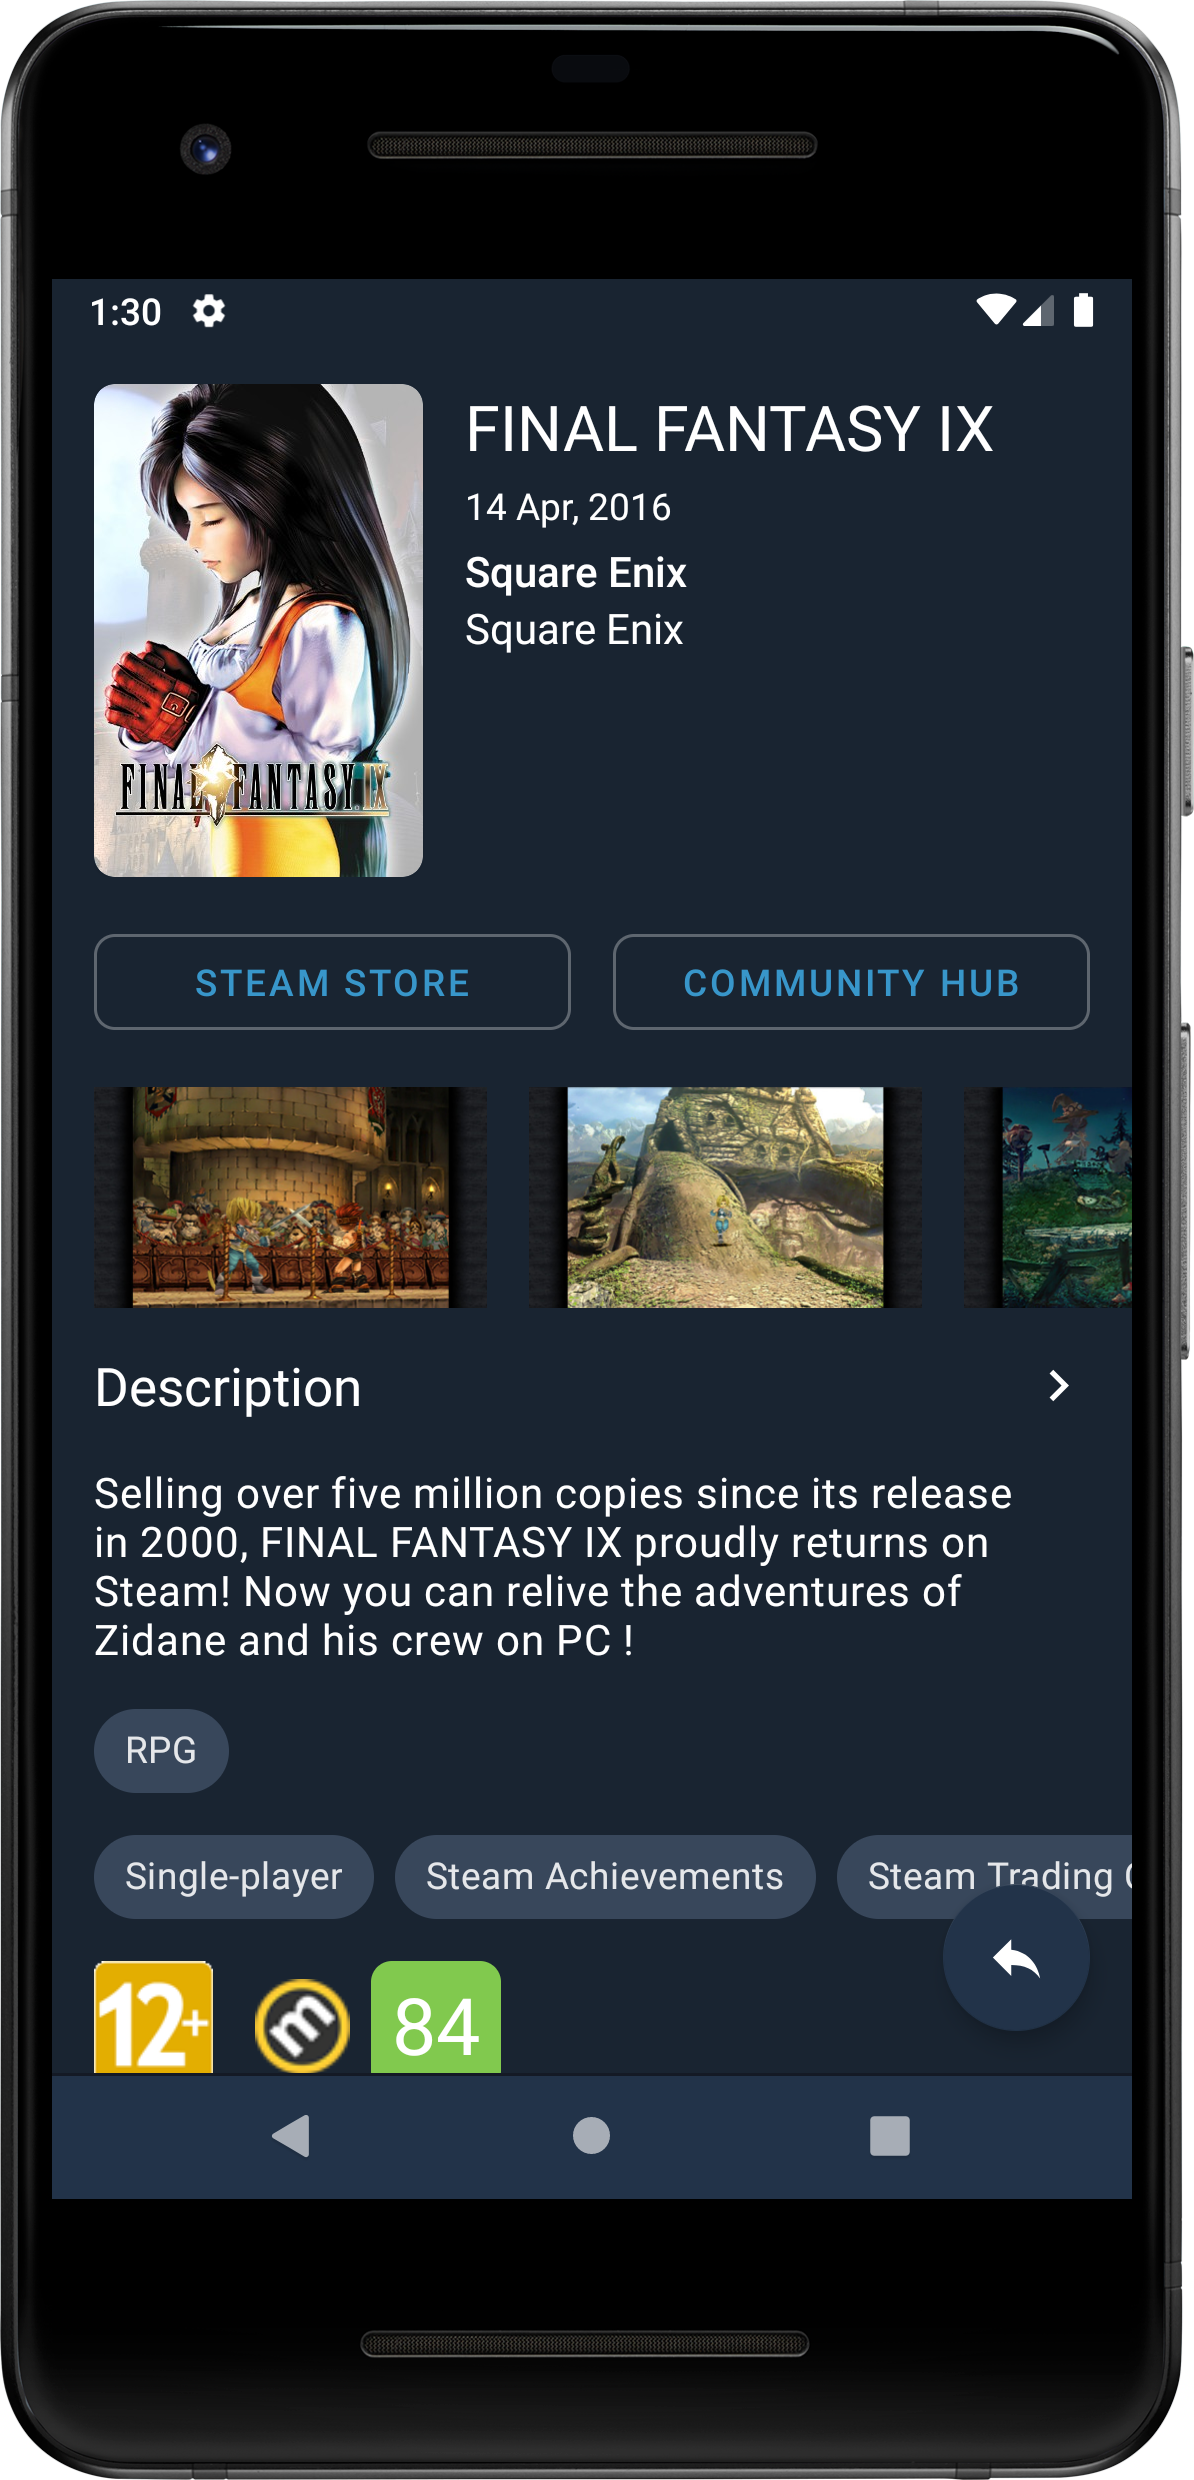 1:30
FINAL FANTASY IX
14 Apr, 2016
Square Enix
Square Enix
FINAL FANTASY IX
STEAM STORE
COMMUNITY HUB
Description
Selling over five million copies since its release
in 2000, FINAL FANTASY IX proudly returns on
Steam! Now you can relive the adventures of
Zidane and his crew on PC !
RPG
Single-player
Steam Achievements
Steam Trading
12+
m
84